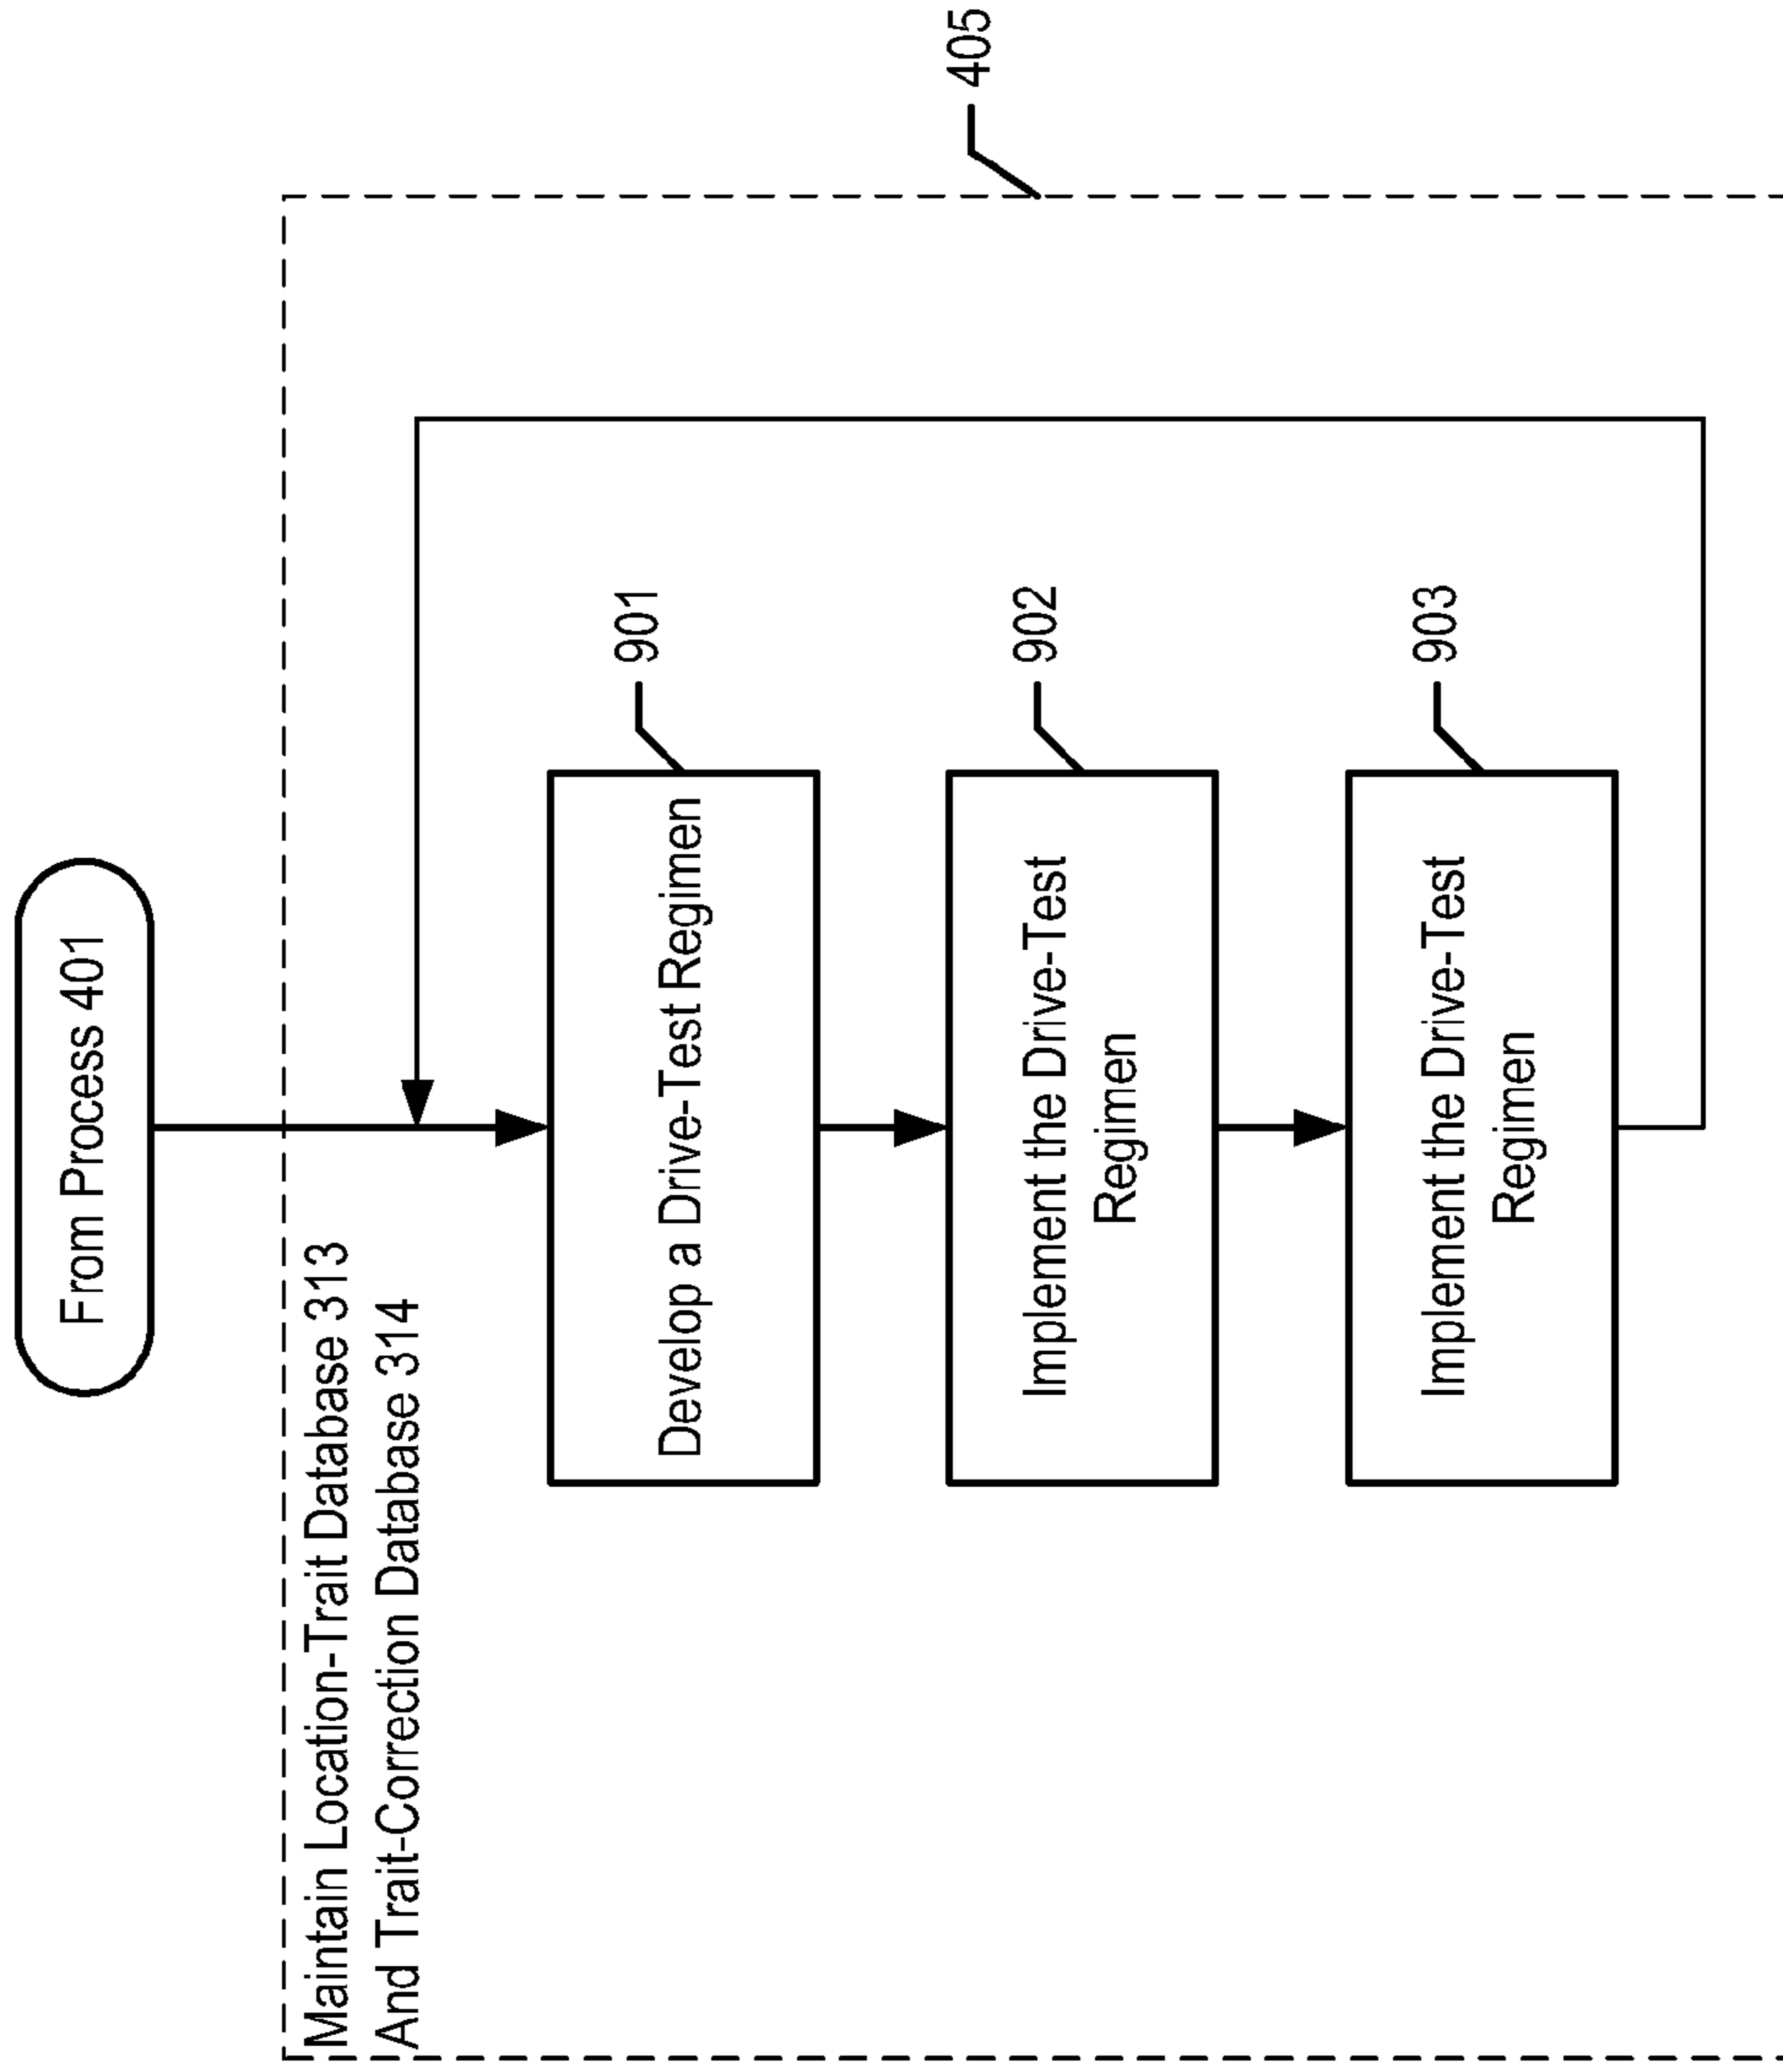 From Process 401
Maintain Location-Trait Database 313
And Trait-Correction Database 314
405
Develop a Drive-Test Regimen
901
Implement the Drive-Test
Regimen
902
Implement the Drive-Test
Regimen
903